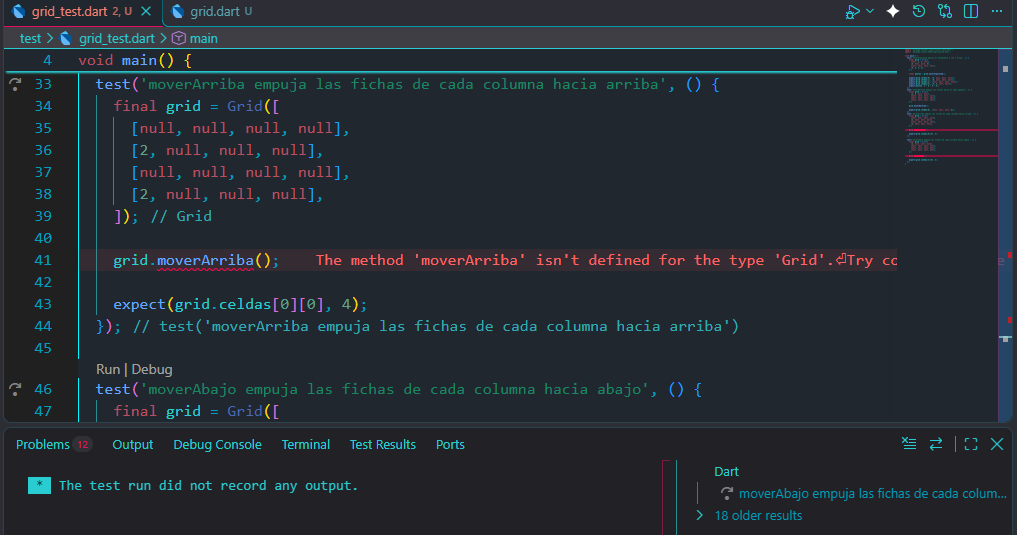 grid_test.dart 2, U
grid.dart U
test > grid_test.dart > main
4 void main() {
33 test('moverArriba empuja las fichas de cada columna hacia arriba', () {
34 final grid = Grid([
35 [null, null, null, null],
36 [2, null, null, null],
37 [null, null, null, null],
38 [2, null, null, null],
39 ]); // Grid
40
41 grid.moverArriba(); The method 'moverArriba' isn't defined for the type 'Grid'.⏎Try co
42
43 expect(grid.celdas[0][0], 4);
44 }); // test('moverArriba empuja las fichas de cada columna hacia arriba')
45
Run | Debug
46 test('moverAbajo empuja las fichas de cada columna hacia abajo', () {
47 final grid = Grid([
Problems 12 Output Debug Console Terminal Test Results Ports
* The test run did not record any output.
Dart
moverAbajo empuja las fichas de cada colum...
18 older results